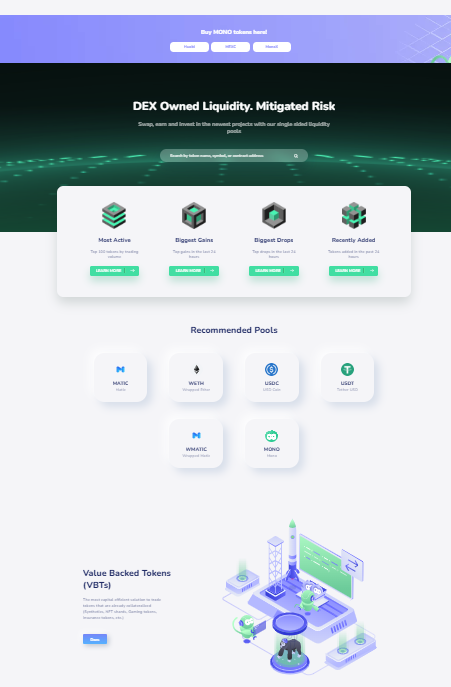 Buy MONO tokens here!
DEX Owned Liquidity. Mitigated Risk
Swap, earn and invest in the newest projects with our single sided liquidity
pools
Search by token name, symbol, or contract address
Most Active
Biggest Gains
Biggest Drops
Recently Added
Top 100 tokens by trading
volume
Top gains in the last 24
hours
Top drops in the last 24
hours
Tokens added in the past 24
hours
LEARN MORE
LEARN MORE
LEARN MORE
LEARN MORE
Recommended Pools
MATIC
WETH
Wrapped Ether
USDC
USD Coin
USDT
Tether USD
WMATIC
Wrapped Matic
MONO
Mono
Value Backed Tokens
(VBTs)
The most capital efficient solution to trade
tokens that are already collateralized
(Synthetics, APY shards, Gaming tokens,
Insurance tokens, etc.)